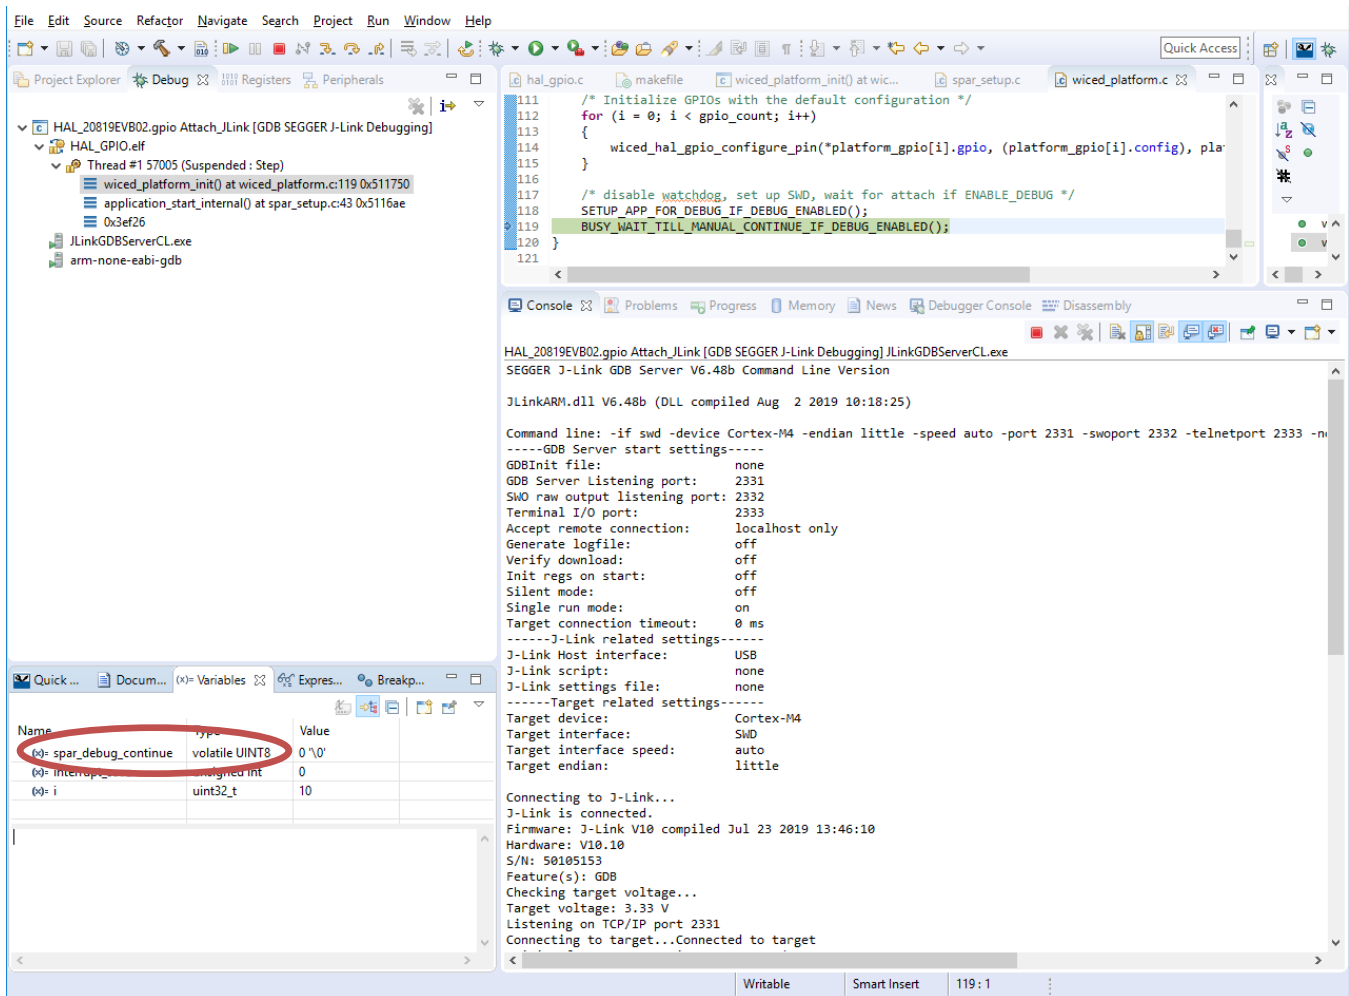 File Edit Source Refactor Navigate Search Project Run Window Help
Quick Access
Project Explorer Debug Registers Peripherals
HAL_20819EVB02.gpio Attach_JLink [GDB SEGGER J-Link Debugging]
HAL_GPIO.elf
Thread #1 57005 (Suspended : Step)
wiced_platform_init() at wiced_platform.c:119 0x511750
application_start_internal() at spar_setup.c:43 0x5116ae
0x3ef26
JLinkGDBServerCL.exe
arm-none-eabi-gdb
hal_gpio.c makefile wiced_platform_init() at wic... spar_setup.c wiced_platform.c
111 /* Initialize GPIOs with the default configuration */
112 for (i = 0; i < gpio_count; i++)
113 {
114 wiced_hal_gpio_configure_pin(*platform_gpio[i].gpio, (platform_gpio[i].config), pla
115 }
116
117 /* disable watchdog, set up SWD, wait for attach if ENABLE_DEBUG */
118 SETUP_APP_FOR_DEBUG_IF_DEBUG_ENABLED();
119 BUSY_WAIT_TILL_MANUAL_CONTINUE_IF_DEBUG_ENABLED();
120 }
121
Console Problems Progress Memory News Debugger Console Disassembly
HAL_20819EVB02.gpio Attach_JLink [GDB SEGGER J-Link Debugging] JLinkGDBServerCL.exe
SEGGER J-Link GDB Server V6.48b Command Line Version
JLinkARM.dll V6.48b (DLL compiled Aug 2 2019 10:18:25)
Command line: -if swd -device Cortex-M4 -endian little -speed auto -port 2331 -swoport 2332 -telnetport 2333
-----GDB Server start settings-----
GDBInit file: none
GDB Server Listening port: 2331
SWO raw output listening port: 2332
Terminal I/O port: 2333
Accept remote connection: localhost only
Generate logfile: off
Verify download: off
Init regs on start: off
Silent mode: off
Single run mode: on
Target connection timeout: 0 ms
------J-Link related settings------
J-Link Host interface: USB
J-Link script: none
J-Link settings file: none
------Target related settings------
Target device: Cortex-M4
Target interface: SWD
Target interface speed: auto
Target endian: little
Connecting to J-Link...
J-Link is connected.
Firmware: J-Link V10 compiled Jul 23 2019 13:46:10
Hardware: V10.10
S/N: 50105153
Feature(s): GDB
Checking target voltage...
Target voltage: 3.33 V
Listening on TCP/IP port 2331
Connecting to target...Connected to target
Quick ... Docum... (x)= Variables Expres... Breakp...
Name Type Value
(x)= spar_debug_continue volatile UINT8 0 '\0'
(x)= unsigned int 0
(x)= i uint32_t 10
Writable Smart Insert 119 : 1